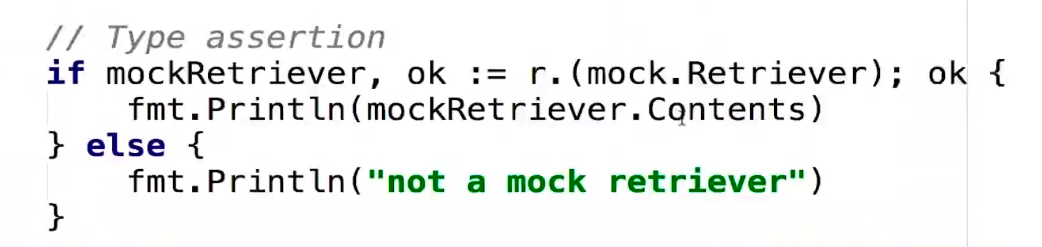 // Type assertion
if mockRetriever, ok := r.(mock.Retriever); ok {
    fmt.Println(mockRetriever.Contents)
} else {
    fmt.Println("not a mock retriever")
}